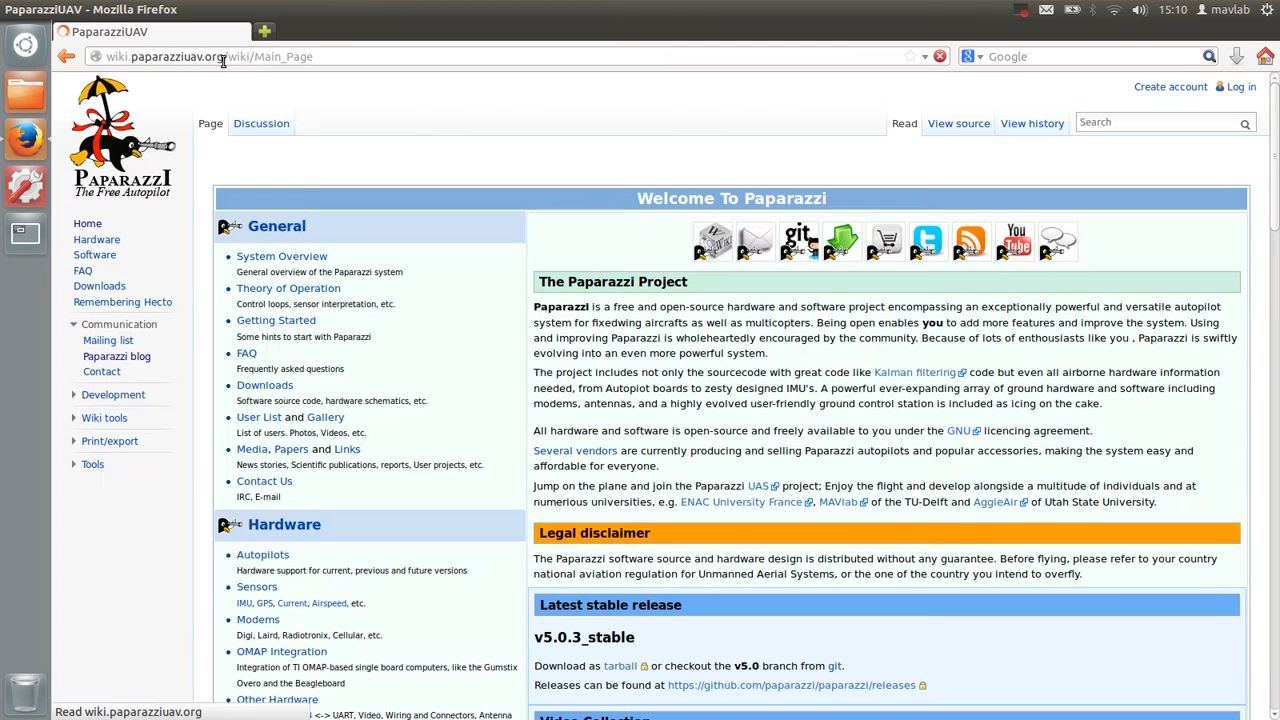 PaparazziUAV - Mozilla Firefox
15:10 mavlab
PaparazziUAV
wiki.paparazziuav.org/wiki/Main_Page
Google
Create account Log in
Page Discussion Read View source View history Search
PAPARAZZI
The Free Autopilot
Home
Hardware
Software
FAQ
Downloads
Remembering Hecto
Communication
Mailing list
Paparazzi blog
Contact
Development
Wiki tools
Print/export
Tools
Welcome To Paparazzi
General
System Overview
General overview of the Paparazzi system
Theory of Operation
Control loops, sensor interpretation, etc.
Getting Started
Some hints to start with Paparazzi
FAQ
Frequently asked questions
Downloads
Software source code, hardware schematics, etc.
User List and Gallery
List of users. Photos, Videos, etc.
Media, Papers and Links
News stories, Scientific publications, reports, User projects, etc.
Contact Us
IRC, E-mail
Hardware
Autopilots
Hardware support for current, previous and future versions
Sensors
IMU, GPS, Current, Airspeed, etc.
Modems
Digi, Laird, Radiotronix, Cellular, etc.
OMAP Integration
Integration of TI OMAP-based single board computers, like the Gumstix
Overo and the Beagleboard
Other Hardware
<-> UART, Video, Wiring and Connectors, Antenna
git
You
Tube
The Paparazzi Project
Paparazzi is a free and open-source hardware and software project encompassing an exceptionally powerful and versatile autopilot
system for fixedwing aircrafts as well as multicopters. Being open enables you to add more features and improve the system. Using
and improving Paparazzi is wholheartedly encouraged by the community. Because of lots of enthusiasts like you , Paparazzi is swiftly
evolving into an even more powerful system.
The project includes not only the sourcecode with great code like Kalman filtering code but even all airborne hardware information
needed, from Autopiot boards to zesty designed IMU's. A powerful ever-expanding array of ground hardware and software including
modems, antennas, and a highly evolved user-friendly ground control station is included as icing on the cake.
All hardware and software is open-source and freely available to you under the GNU licencing agreement.
Several vendors are currently producing and selling Paparazzi autopilots and popular accessories, making the system easy and
affordable for everyone.
Jump on the plane and join the Paparazzi UAS project; Enjoy the flight and develop alongside a multitude of individuals and at
numerious universities, e.g. ENAC University France, MAVlab of the TU-Delft and AggieAir of Utah State University.
Legal disclaimer
The Paparazzi software source and hardware design is distributed without any guarantee. Before flying, please refer to your country
national aviation regulation for Unmanned Aerial Systems, or the one of the country you intend to overfly.
Latest stable release
v5.0.3_stable
Download as tarball or checkout the v5.0 branch from git.
Releases can be found at https://github.com/paparazzi/paparazzi/releases
Read wiki.paparazziuav.org